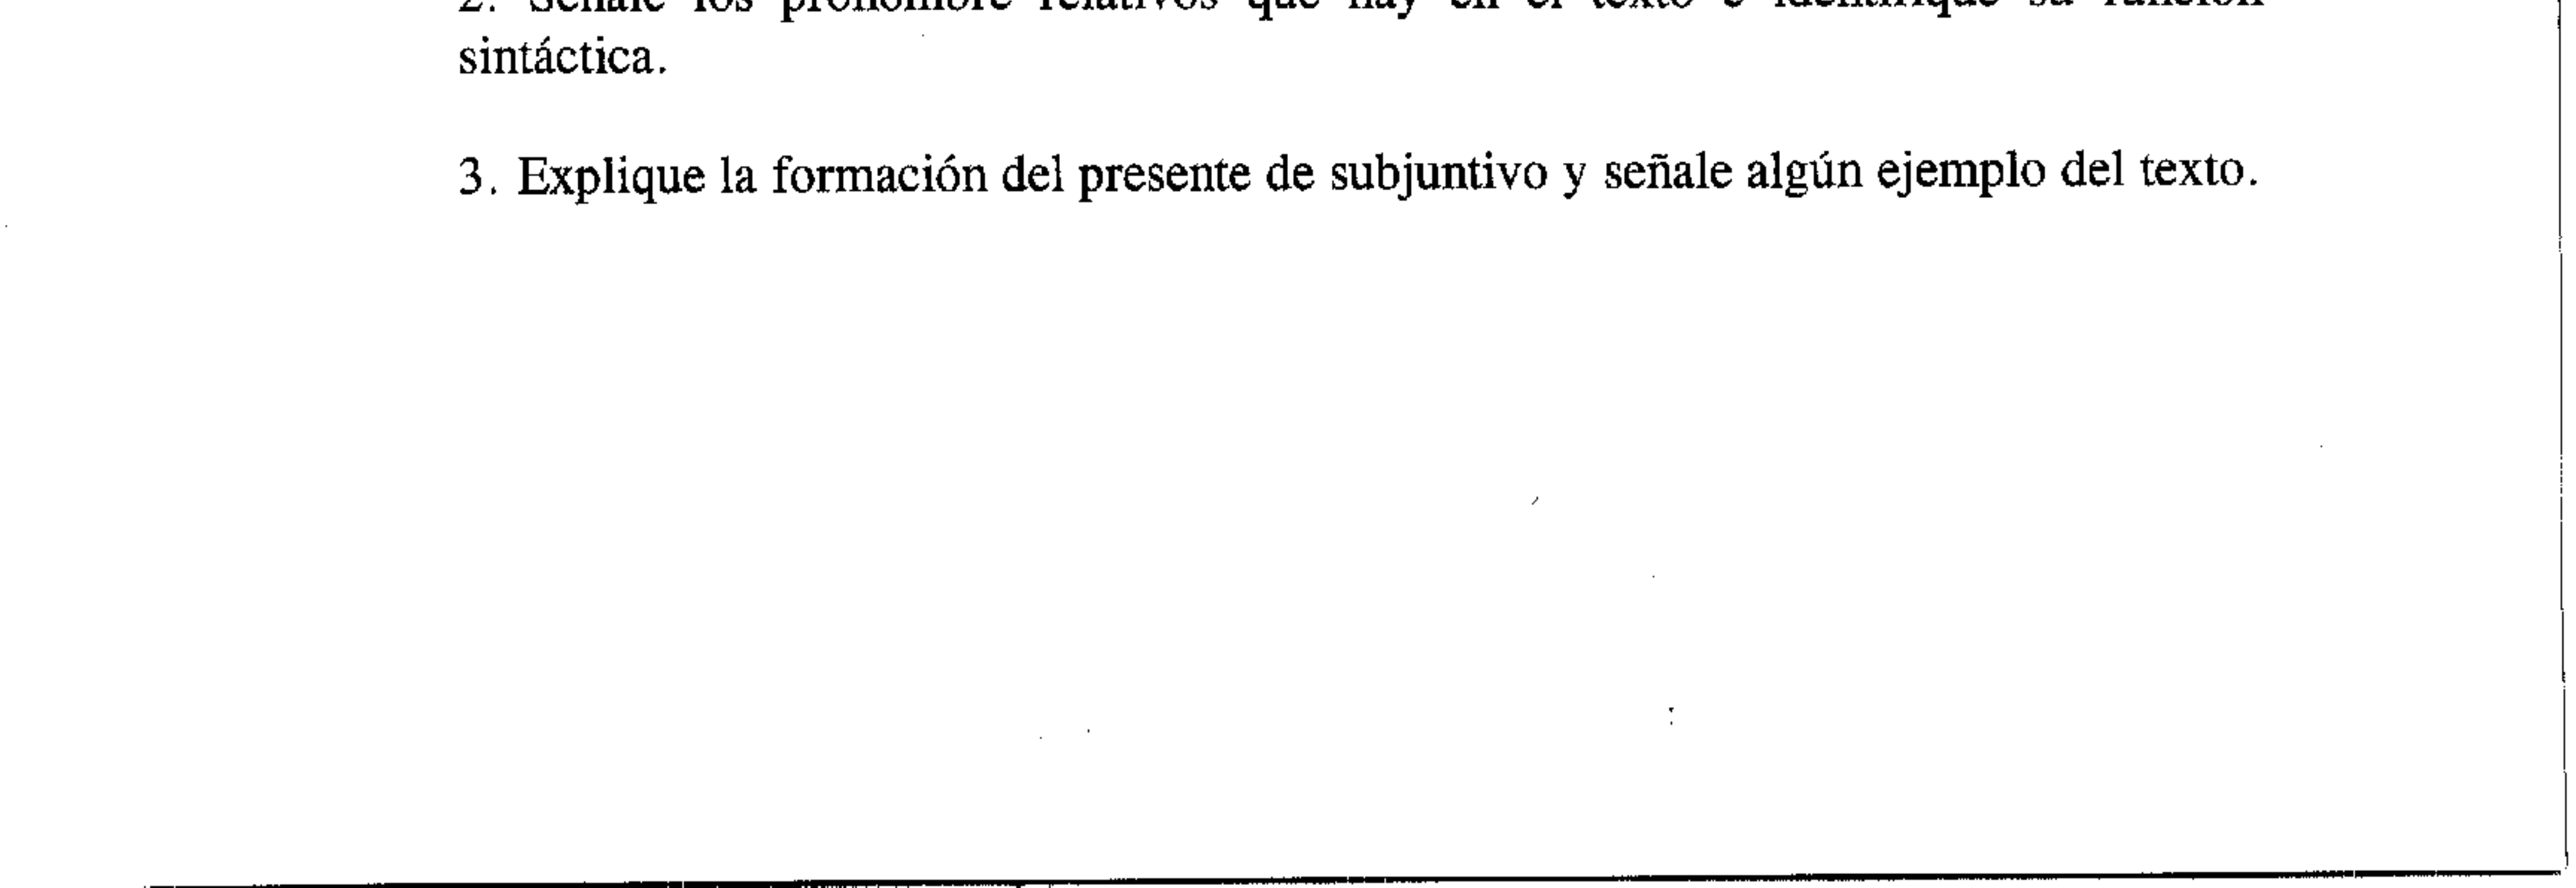 2. Señale los pronombre relativos que hay en el texto e identifique su función
sintáctica.
3. Explique la formación del presente de subjuntivo y señale algún ejemplo del texto.